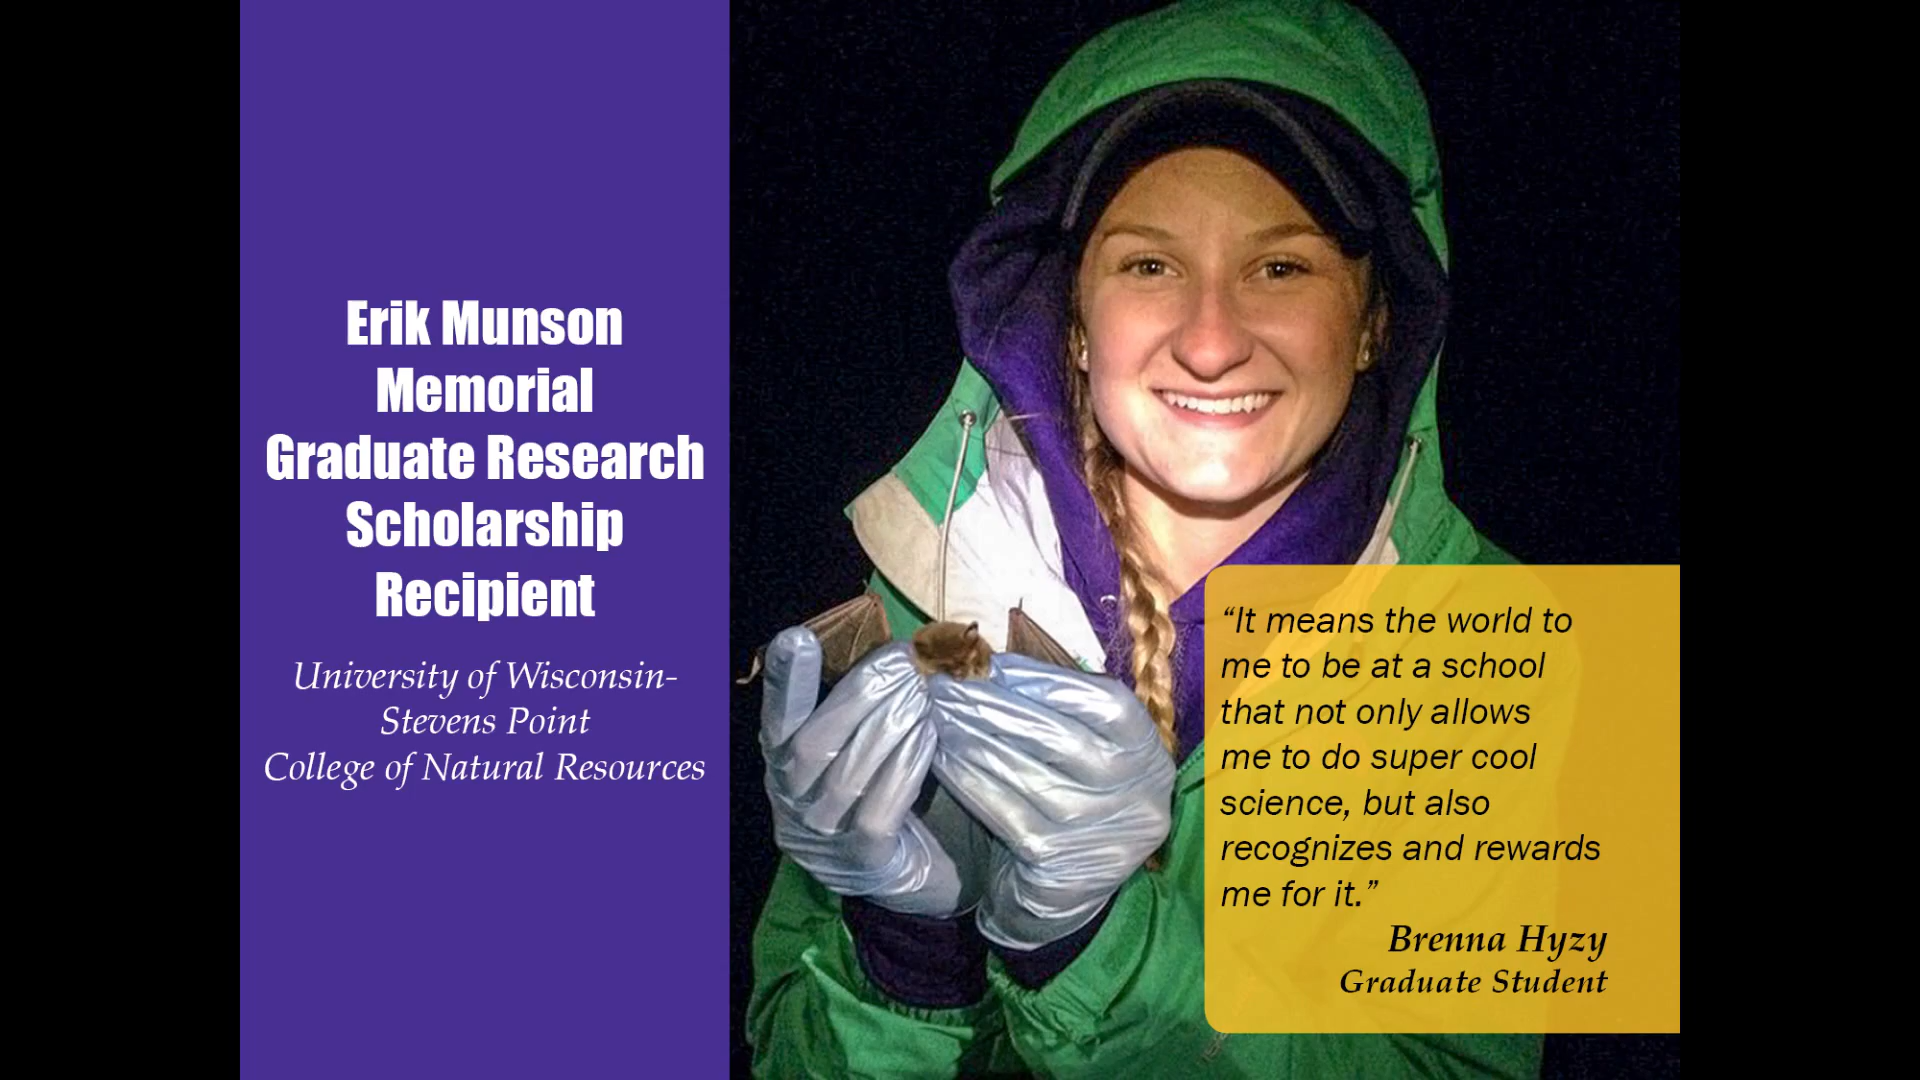 Erik Munson
Memorial
Graduate Research
Scholarship
Recipient
University of Wisconsin-
Stevens Point
College of Natural Resources
“It means the world to
me to be at a school
that not only allows
me to do super cool
science, but also
recognizes and rewards
me for it.”
Brenna Hyzy
Graduate Student